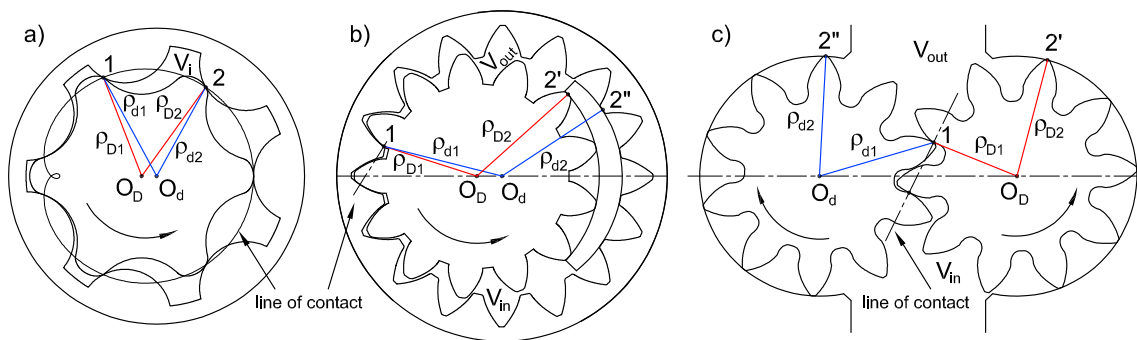 a)
1
2
Vi
ρd1
ρD2
ρD1
ρd2
OD
Od
line of contact
b)
Vout
2'
2"
1
ρd1
ρD1
ρD2
ρd2
OD
Od
Vin
c)
2"
Vout
2'
ρd2
ρd1
1
ρD1
ρD2
Od
OD
Vin
line of contact